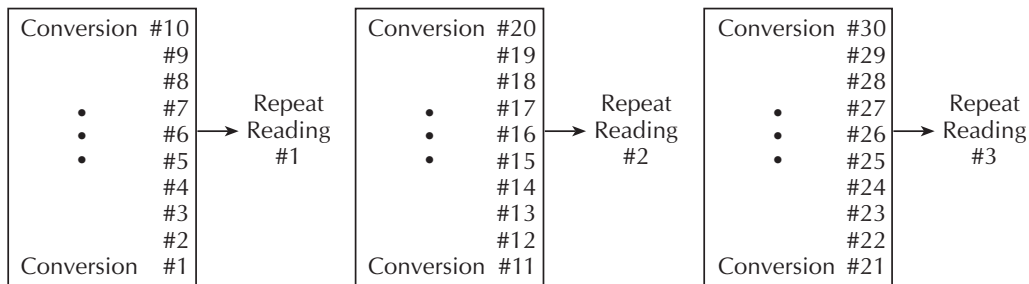 Conversion #10
#9
#8
#7
#6
#5
#4
#3
#2
Conversion #1
Repeat
Reading
#1
Conversion #20
#19
#18
#17
#16
#15
#14
#13
#12
Conversion #11
Repeat
Reading
#2
Conversion #30
#29
#28
#27
#26
#25
#24
#23
#22
Conversion #21
Repeat
Reading
#3